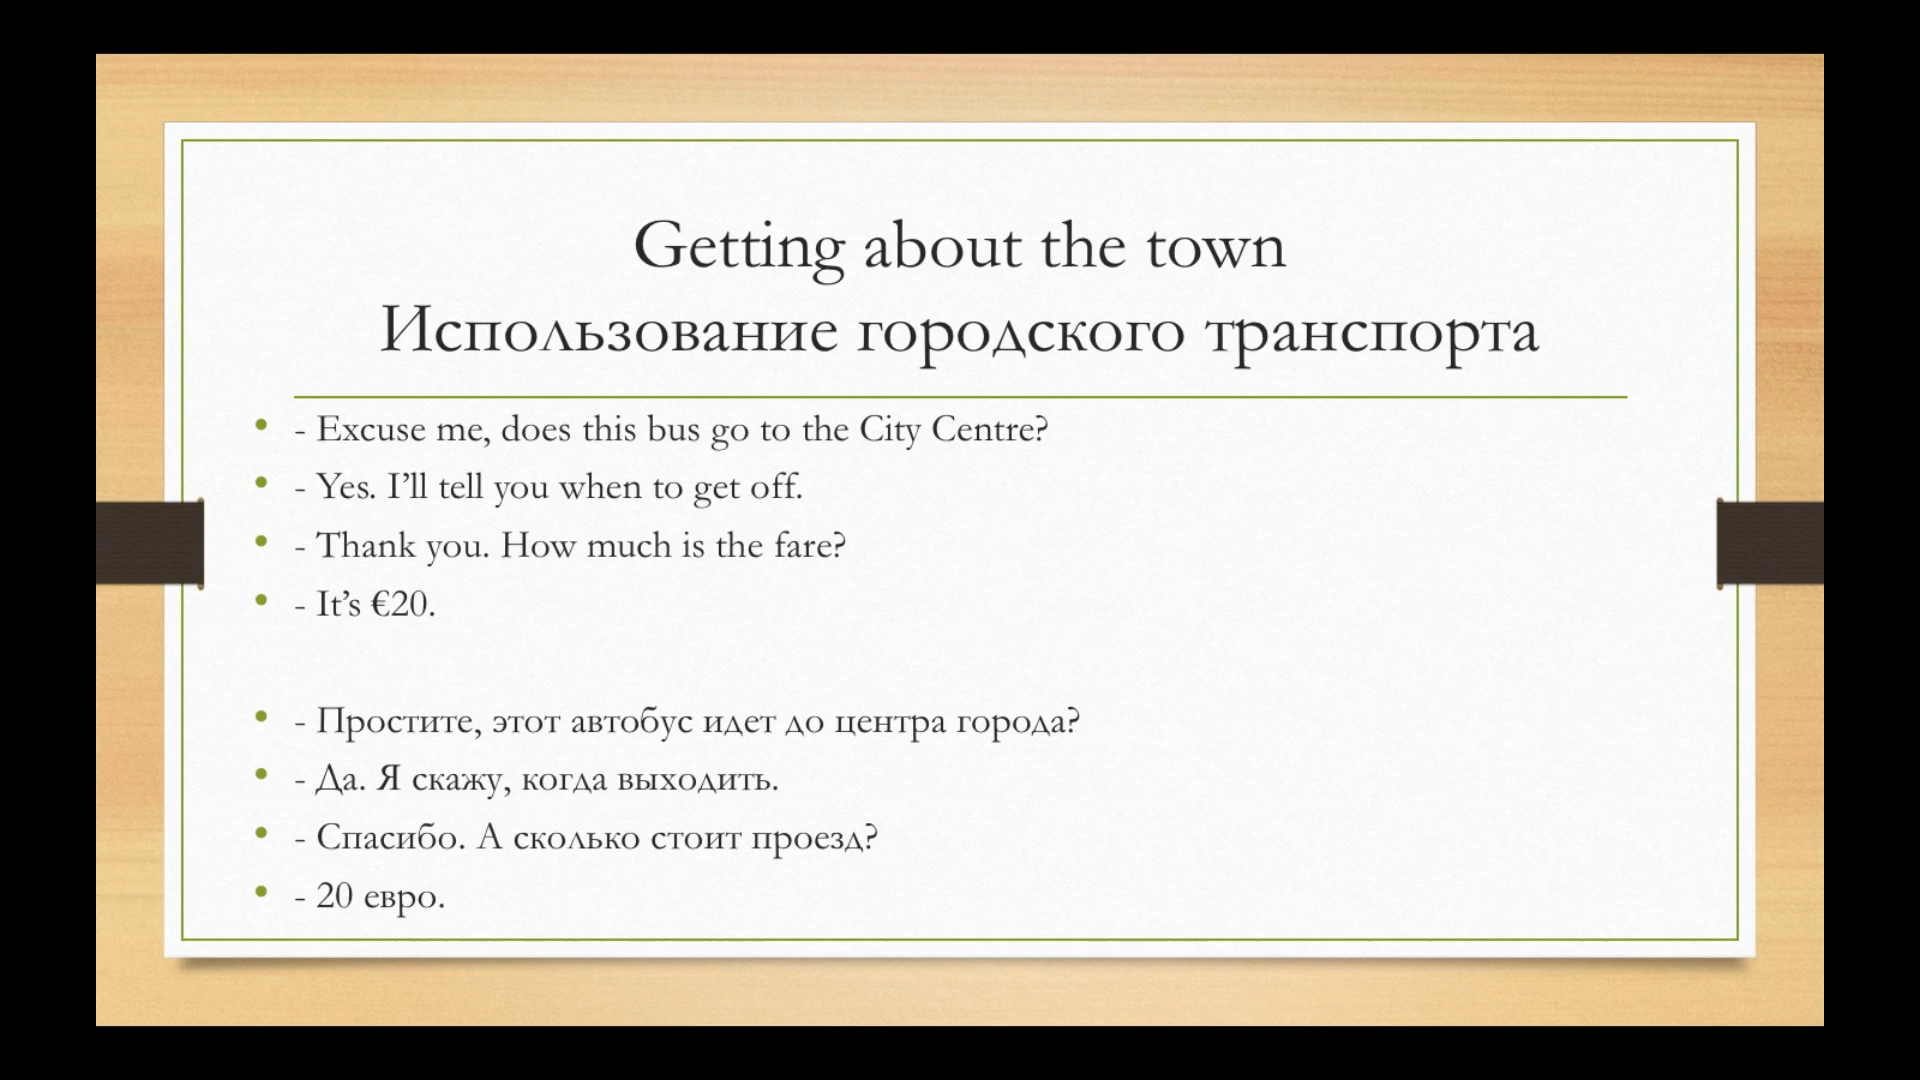 Getting about the town
Использование городского транспорта
• - Excuse me, does this bus go to the City Centre?
• - Yes. I’ll tell you when to get off.
• - Thank you. How much is the fare?
• - It’s €20.
• - Простите, этот автобус идет до центра города?
• - Да. Я скажу, когда выходить.
• - Спасибо. А сколько стоит проезд?
• - 20 евро.